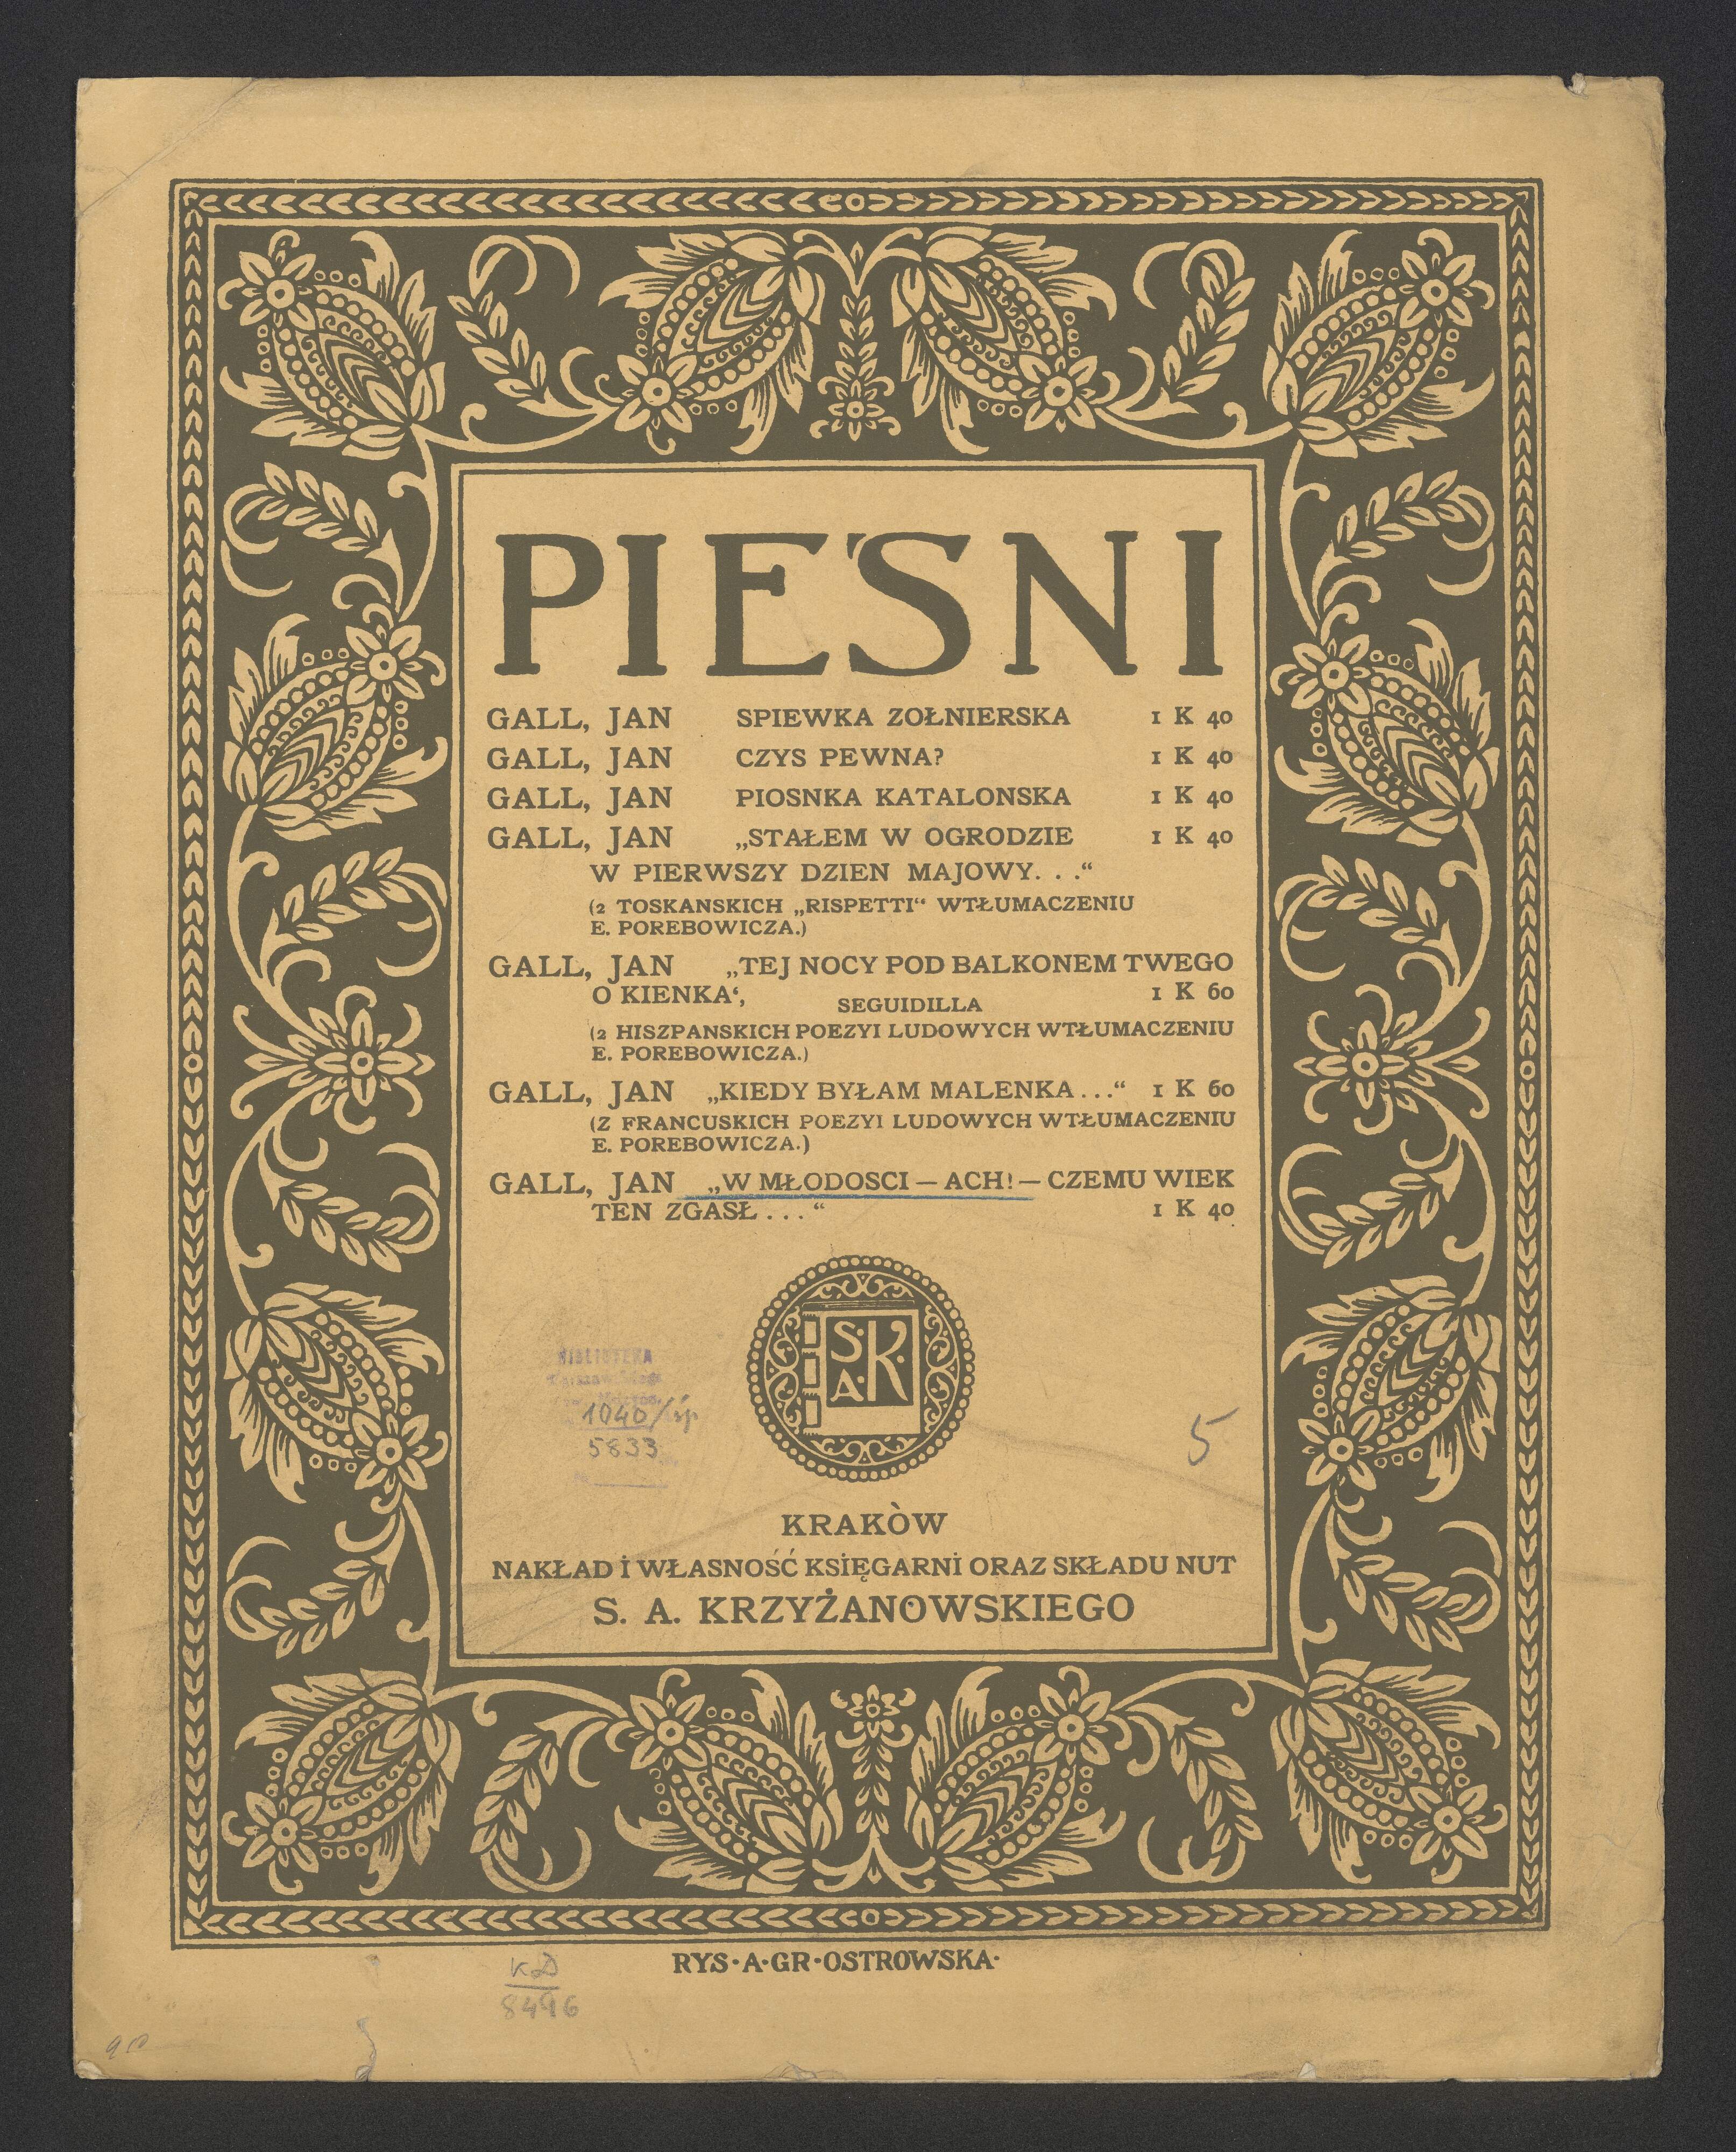 PIEŚNI
GALL, JAN SPIEWKA ZOŁNIERSKA 1 K 40
GALL, JAN CZYS PEWNA? 1 K 40
GALL, JAN PIOSNKA KATALONSKA 1 K 40
GALL, JAN „STAŁEM W OGRODZIE 1 K 40
W PIERWSZY DZIEN MAJOWY. . .“
(2 TOSKANSKICH „RISPETTI“ WTŁUMACZENIU
E. POREBOWICZA.)
GALL, JAN „TEJ NOCY POD BALKONEM TWEGO
O KIENKA‘, SEGUIDILLA 1 K 60
(2 HISZPANSKICH POEZYI LUDOWYCH WTŁUMACZENIU
E. POREBOWICZA.)
GALL, JAN „KIEDY BYŁAM MALENKA . . .“ 1 K 60
(Z FRANCUSKICH POEZYI LUDOWYCH WTŁUMACZENIU
E. POREBOWICZA.)
GALL, JAN „W MŁODOSCI — ACH! — CZEMU WIEK
TEN ZGASŁ . . . “ 1 K 40
S. A. K.
BIBLIOTEKA
1040/
5833
5
KRAKÒW
NAKŁAD I WŁASNOŚĆ KSIĘGARNI ORAZ SKŁADU NUT
S. A. KRZYŻANOWSKIEGO
RYS·A·GR·OSTROWSKA·
KD
8496